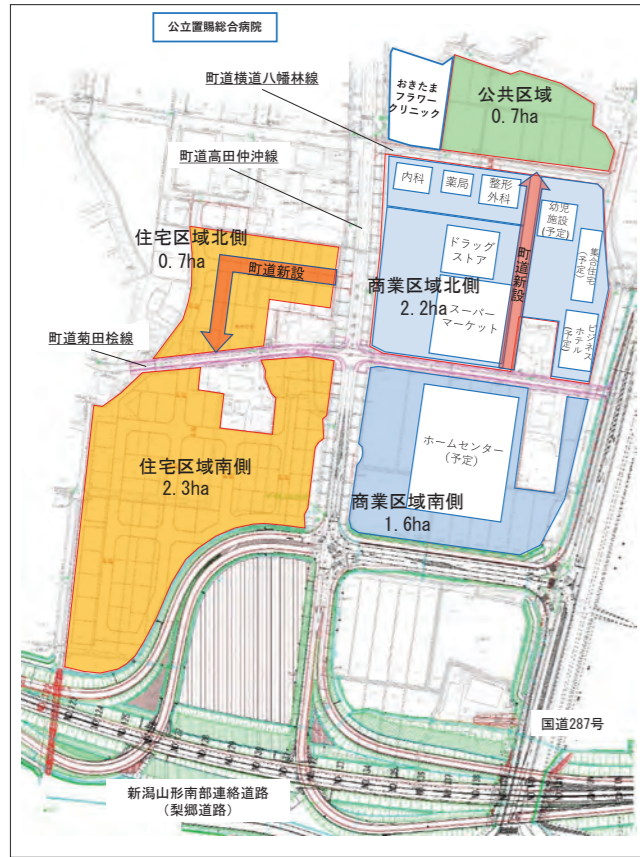 公立置賜総合病院
町道横道八幡林線
おきたま
フラワー
クリニック
公共区域
0.7ha
町道高田仲沖線
内科
薬局
整形
外科
幼児
施設
(予定)
集合住宅
(予定)
住宅区域北側
0.7ha
町道新設
ドラッグ
ストア
町道新設
商業区域北側
2.2ha
スーパー
マーケット
ビジネス
ホテル
(予定)
町道菊田桧線
ホームセンター
(予定)
住宅区域南側
2.3ha
商業区域南側
1.6ha
国道287号
新潟山形南部連絡道路
(梨郷道路)